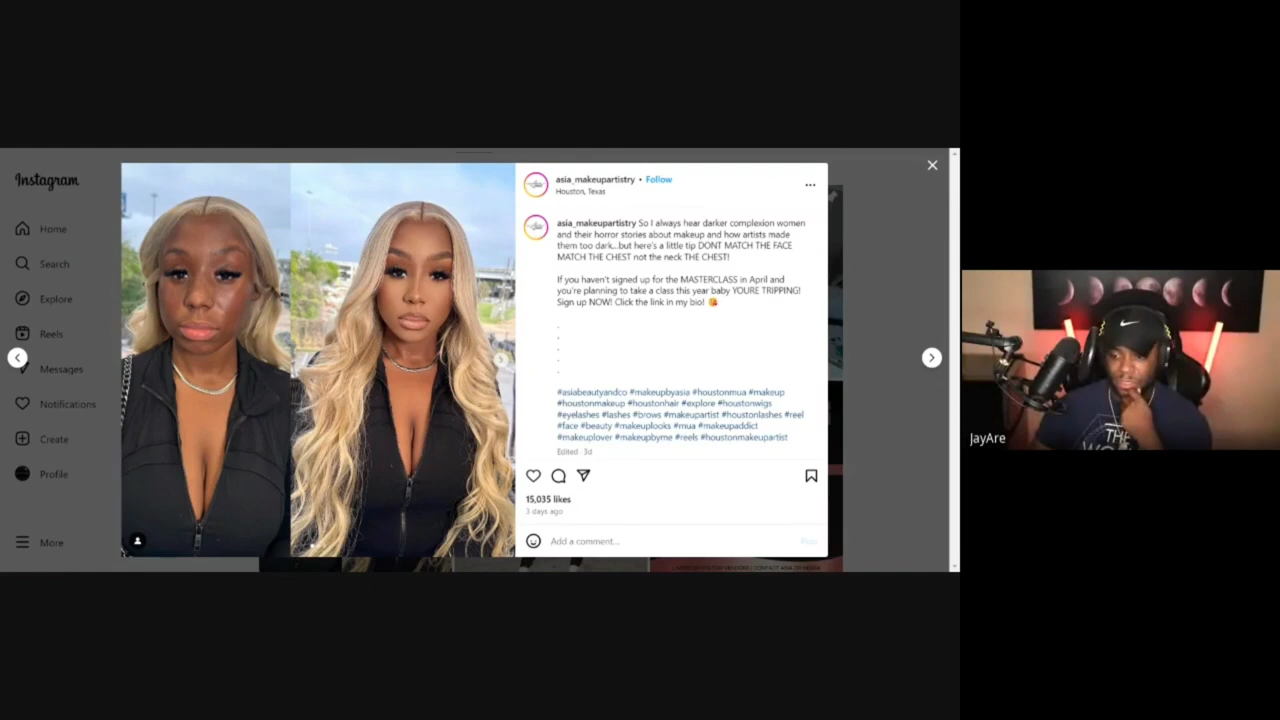 Instagram
Home
Search
Explore
Reels
Messages
Notifications
Create
Profile
More
asia_makeupartistry • Follow
Houston, Texas
asia_makeupartistry So I always hear darker complexion women
and their horror stories about makeup and how artists made
them too dark...but here's a little tip DONT MATCH THE FACE
MATCH THE CHEST not the neck THE CHEST!
If you haven't signed up for the MASTERCLASS in April and
you're planning to take a class this year baby YOURE TRIPPING!
Sign up NOW! Click the link in my bio! 😘
.
.
.
.
.
#asiabeautyandco #makeupbyasia #houstonmua #makeup
#houstonmakeup #houstonhair #explore #houstonwigs
#eyelashes #lashes #brows #makeupartist #houstonlashes #reel
#face #beauty #makeuplooks #mua #makeupaddict
#makeuplover #makeupbyme #reels #houstonmakeupartist
Edited · 3d
15,035 likes
3 days ago
Add a comment...
Post
JayAre
THE